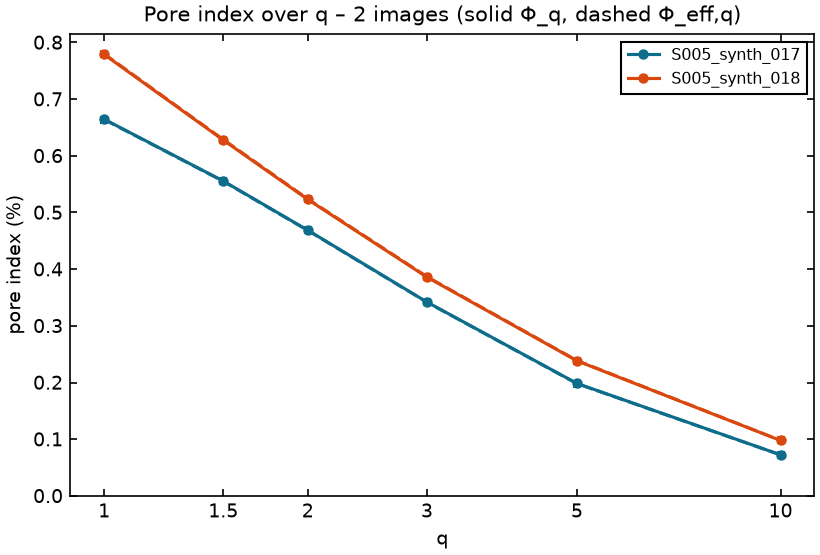 Pore index over q – 2 images (solid Φ_q, dashed Φ_eff,q)
S005_synth_017
S005_synth_018
pore index (%)
0.8
0.7
0.6
0.5
0.4
0.3
0.2
0.1
0.0
1 1.5 2 3 5 10
q